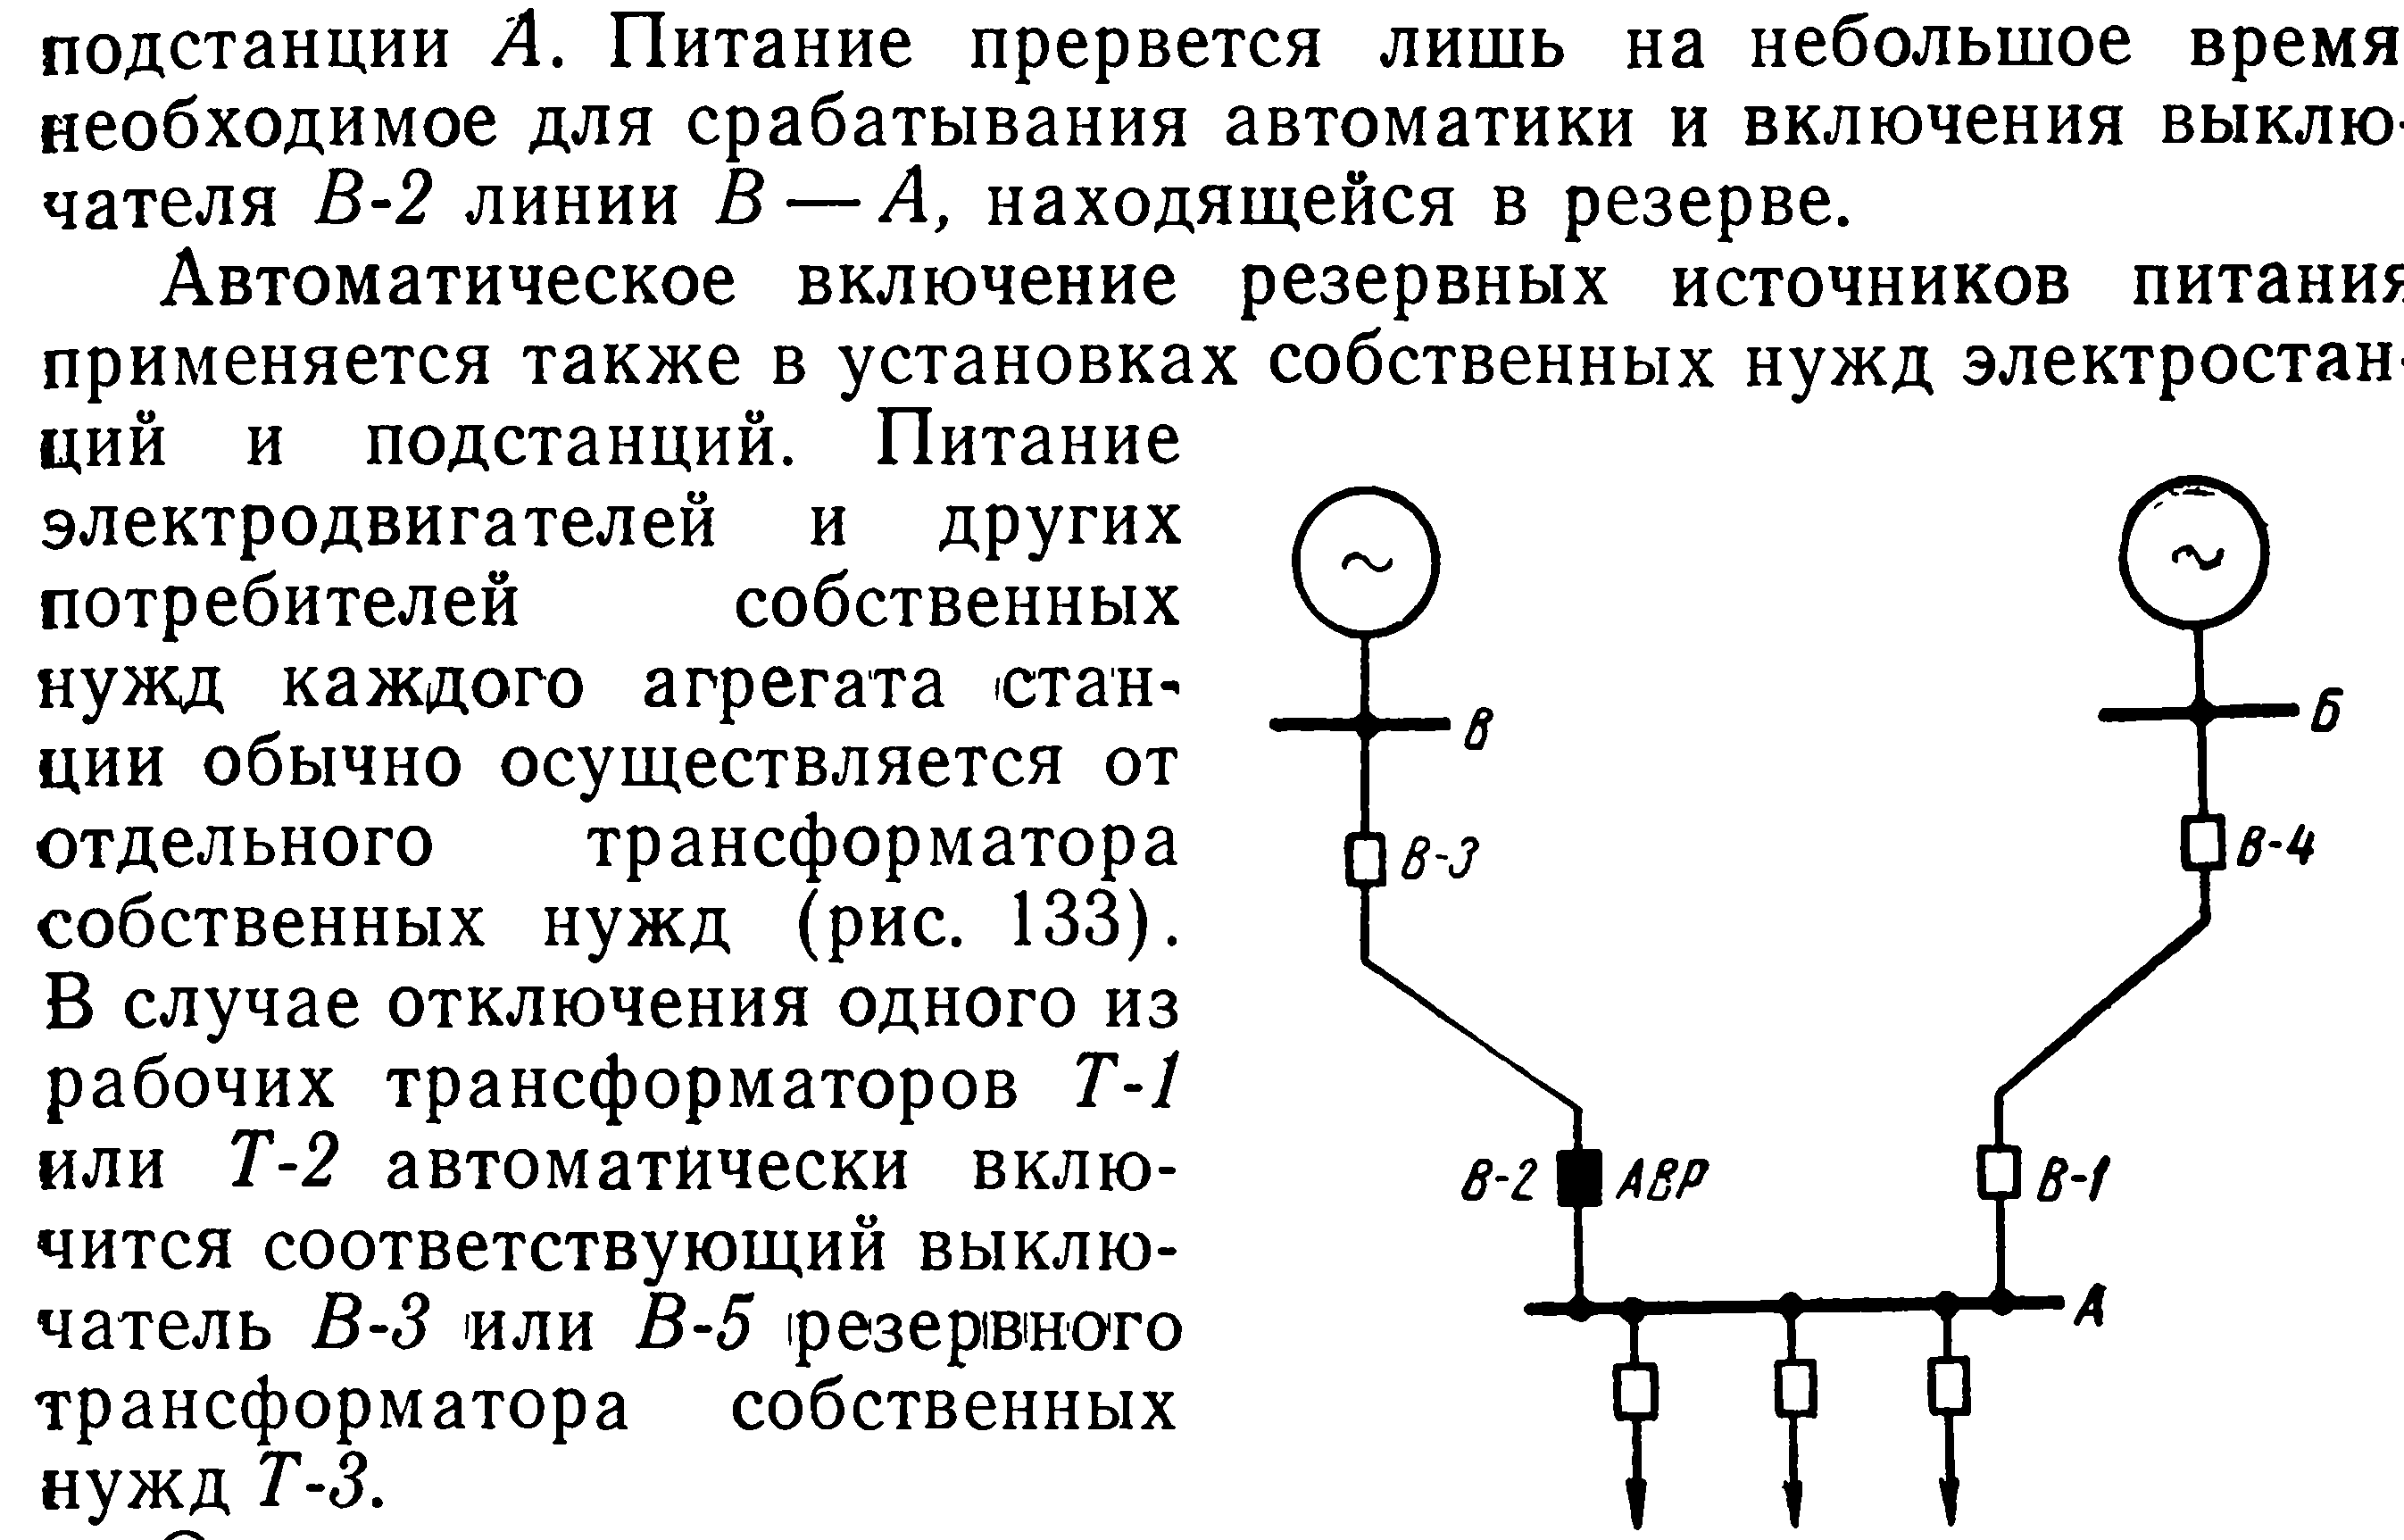 подстанции А. Питание прервется лишь на небольшое время
необходимое для срабатывания автоматики и включения выклю-
чателя В-2 линии В — А, находящейся в резерве.
Автоматическое включение резервных источников питания
применяется также в установках собственных нужд электростан-
ций и подстанций. Питание
электродвигателей и других
потребителей собственных
нужд каждого агрегата стан-
ции обычно осуществляется от
отдельного трансформатора
собственных нужд (рис. 133).
В случае отключения одного из
рабочих трансформаторов Т-1
или Т-2 автоматически вклю-
чится соответствующий выклю-
чатель В-3 или В-5 резервного
трансформатора собственных
нужд Т-3.
~
~
В
Б
В-3
В-4
В-2
АВР
В-1
А